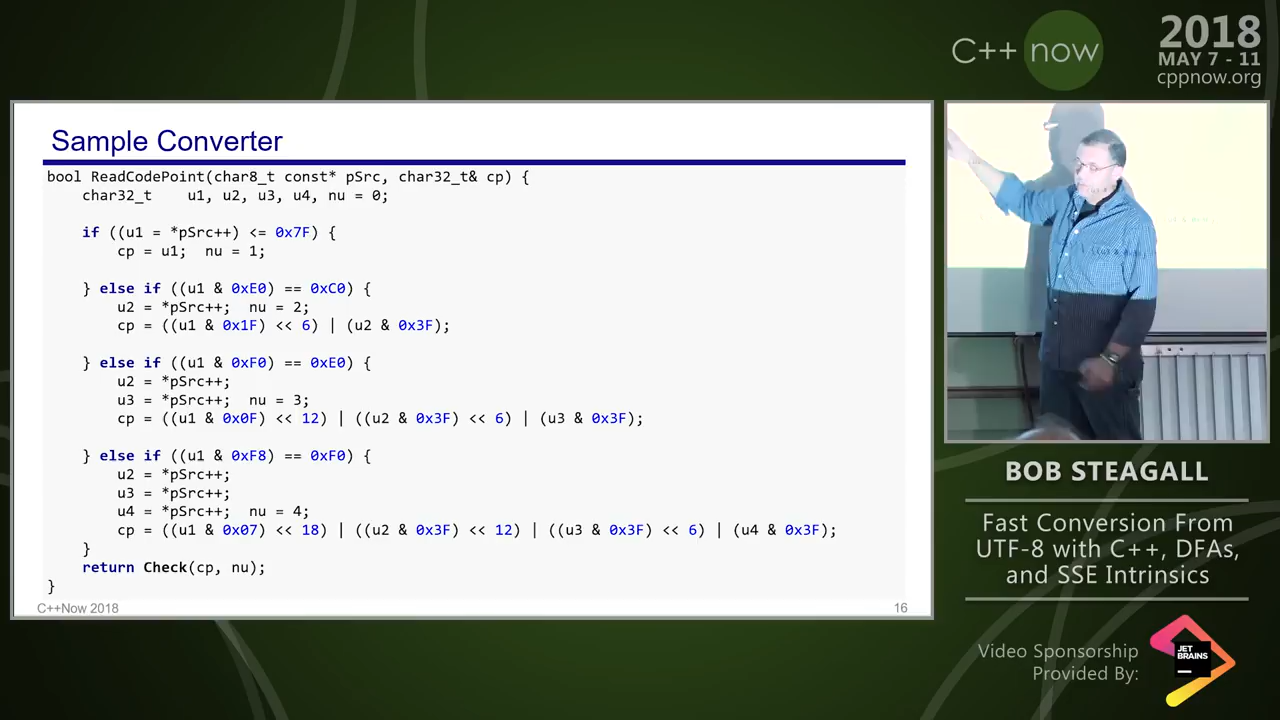 C++ now
2018
MAY 7 - 11
cppnow.org
Sample Converter
bool ReadCodePoint(char8_t const* pSrc, char32_t& cp) {
    char32_t    u1, u2, u3, u4, nu = 0;
    if ((u1 = *pSrc++) <= 0x7F) {
        cp = u1;  nu = 1;
    } else if ((u1 & 0xE0) == 0xC0) {
        u2 = *pSrc++;  nu = 2;
        cp = ((u1 & 0x1F) << 6) | (u2 & 0x3F);
    } else if ((u1 & 0xF0) == 0xE0) {
        u2 = *pSrc++;
        u3 = *pSrc++;  nu = 3;
        cp = ((u1 & 0x0F) << 12) | ((u2 & 0x3F) << 6) | (u3 & 0x3F);
    } else if ((u1 & 0xF8) == 0xF0) {
        u2 = *pSrc++;
        u3 = *pSrc++;
        u4 = *pSrc++;  nu = 4;
        cp = ((u1 & 0x07) << 18) | ((u2 & 0x3F) << 12) | ((u3 & 0x3F) << 6) | (u4 & 0x3F);
    }
    return Check(cp, nu);
}
C++Now 2018
16
BOB STEAGALL
Fast Conversion From
UTF-8 with C++, DFAs,
and SSE Intrinsics
Video Sponsorship
Provided By:
JET
BRAINS